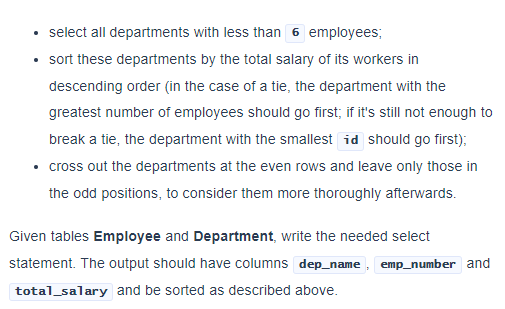 select all departments with less than 6 employees;
sort these departments by the total salary of its workers in
descending order (in the case of a tie, the department with the
greatest number of employees should go first; if it's still not enough to
break a tie, the department with the smallest id should go first);
cross out the departments at the even rows and leave only those in
the odd positions, to consider them more thoroughly afterwards.
Given tables Employee and Department, write the needed select
statement. The output should have columns dep_name, emp_number and
total_salary and be sorted as described above.